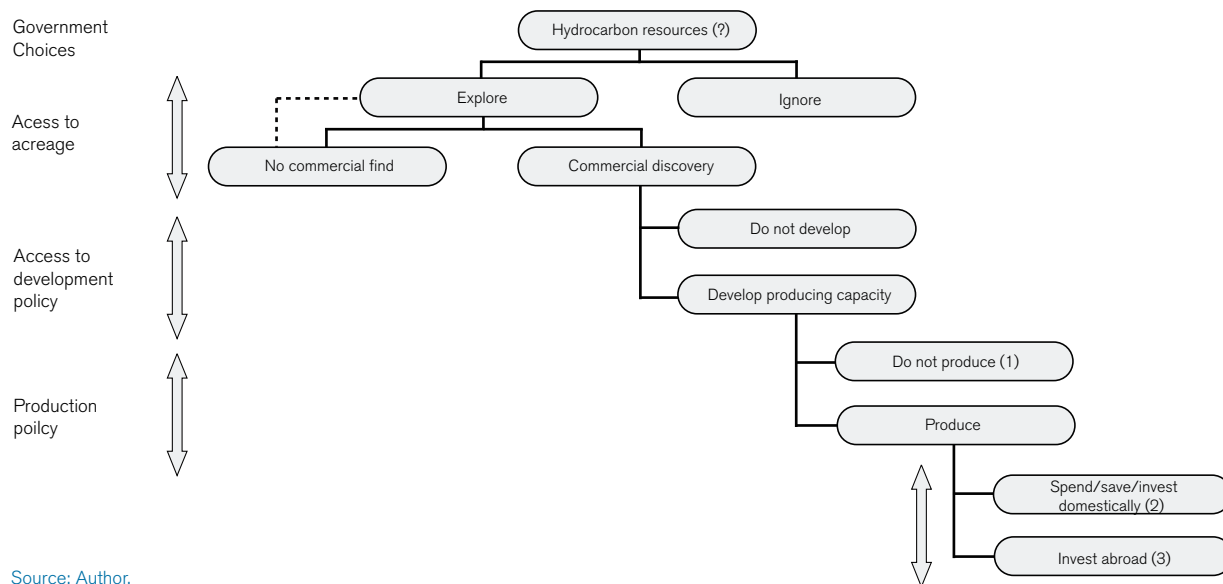 Government
Choices
Hydrocarbon resources (?)
Explore
Ignore
Acess to
acreage
No commercial find
Commercial discovery
Do not develop
Access to
development
policy
Develop producing capacity
Do not produce (1)
Production
poilcy
Produce
Spend/save/invest
domestically (2)
Invest abroad (3)
Source: Author.